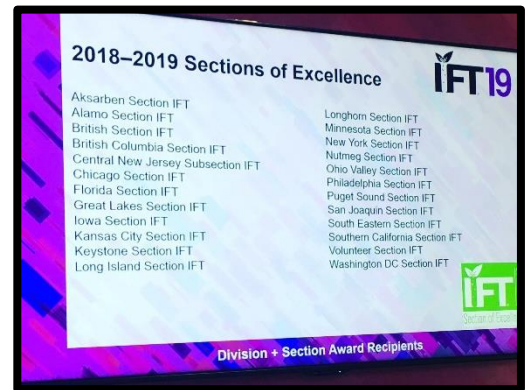 2018–2019 Sections of Excellence
IFT19
Aksarben Section IFT
Alamo Section IFT
British Section IFT
British Columbia Section IFT
Central New Jersey Subsection IFT
Chicago Section IFT
Florida Section IFT
Great Lakes Section IFT
Iowa Section IFT
Kansas City Section IFT
Keystone Section IFT
Long Island Section IFT
Longhorn Section IFT
Minnesota Section IFT
New York Section IFT
Nutmeg Section IFT
Ohio Valley Section IFT
Philadelphia Section IFT
Puget Sound Section IFT
San Joaquin Section IFT
South Eastern Section IFT
Southern California Section IFT
Volunteer Section IFT
Washington DC Section IFT
IFT
Section of Excel
Division + Section Award Recipients